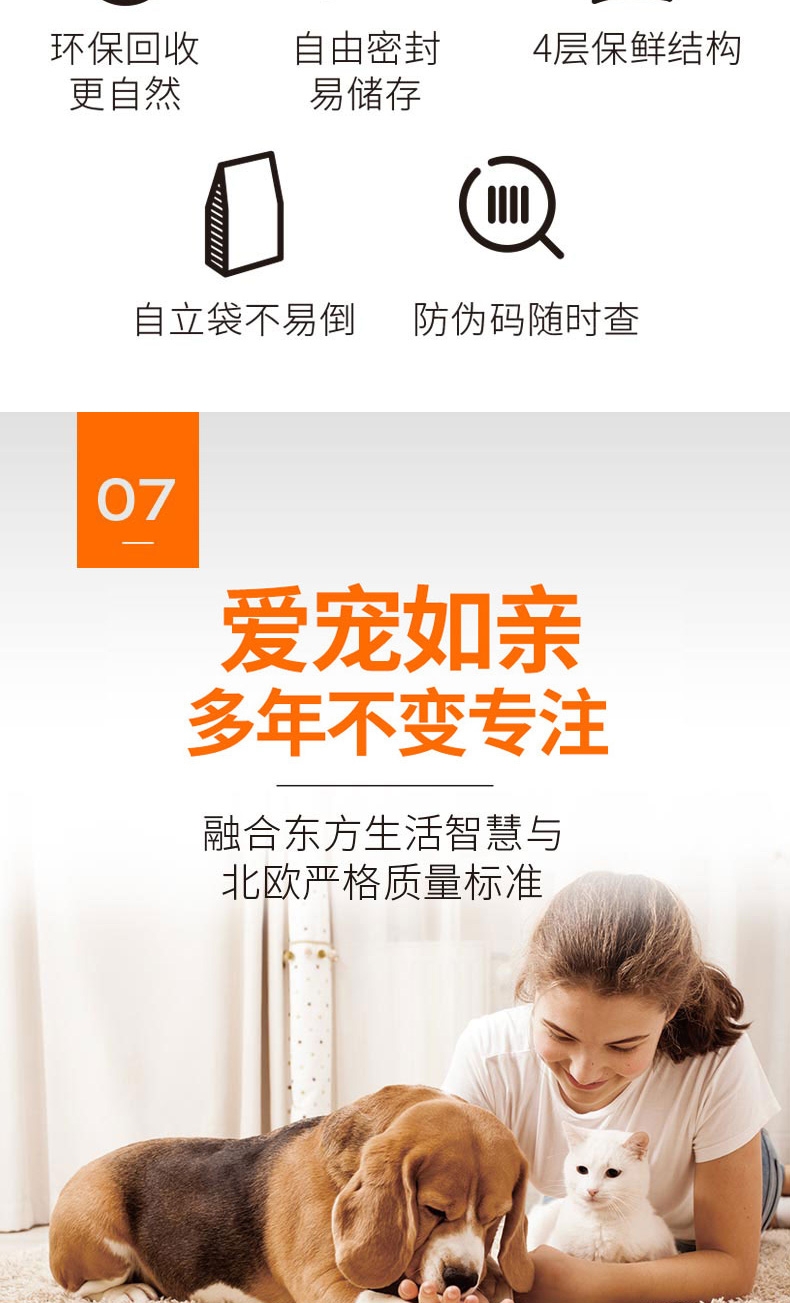 环保回收
更自然
自由密封
易储存
4层保鲜结构
自立袋不易倒
防伪码随时查
07
爱宠如亲
多年不变专注
融合东方生活智慧与
北欧严格质量标准